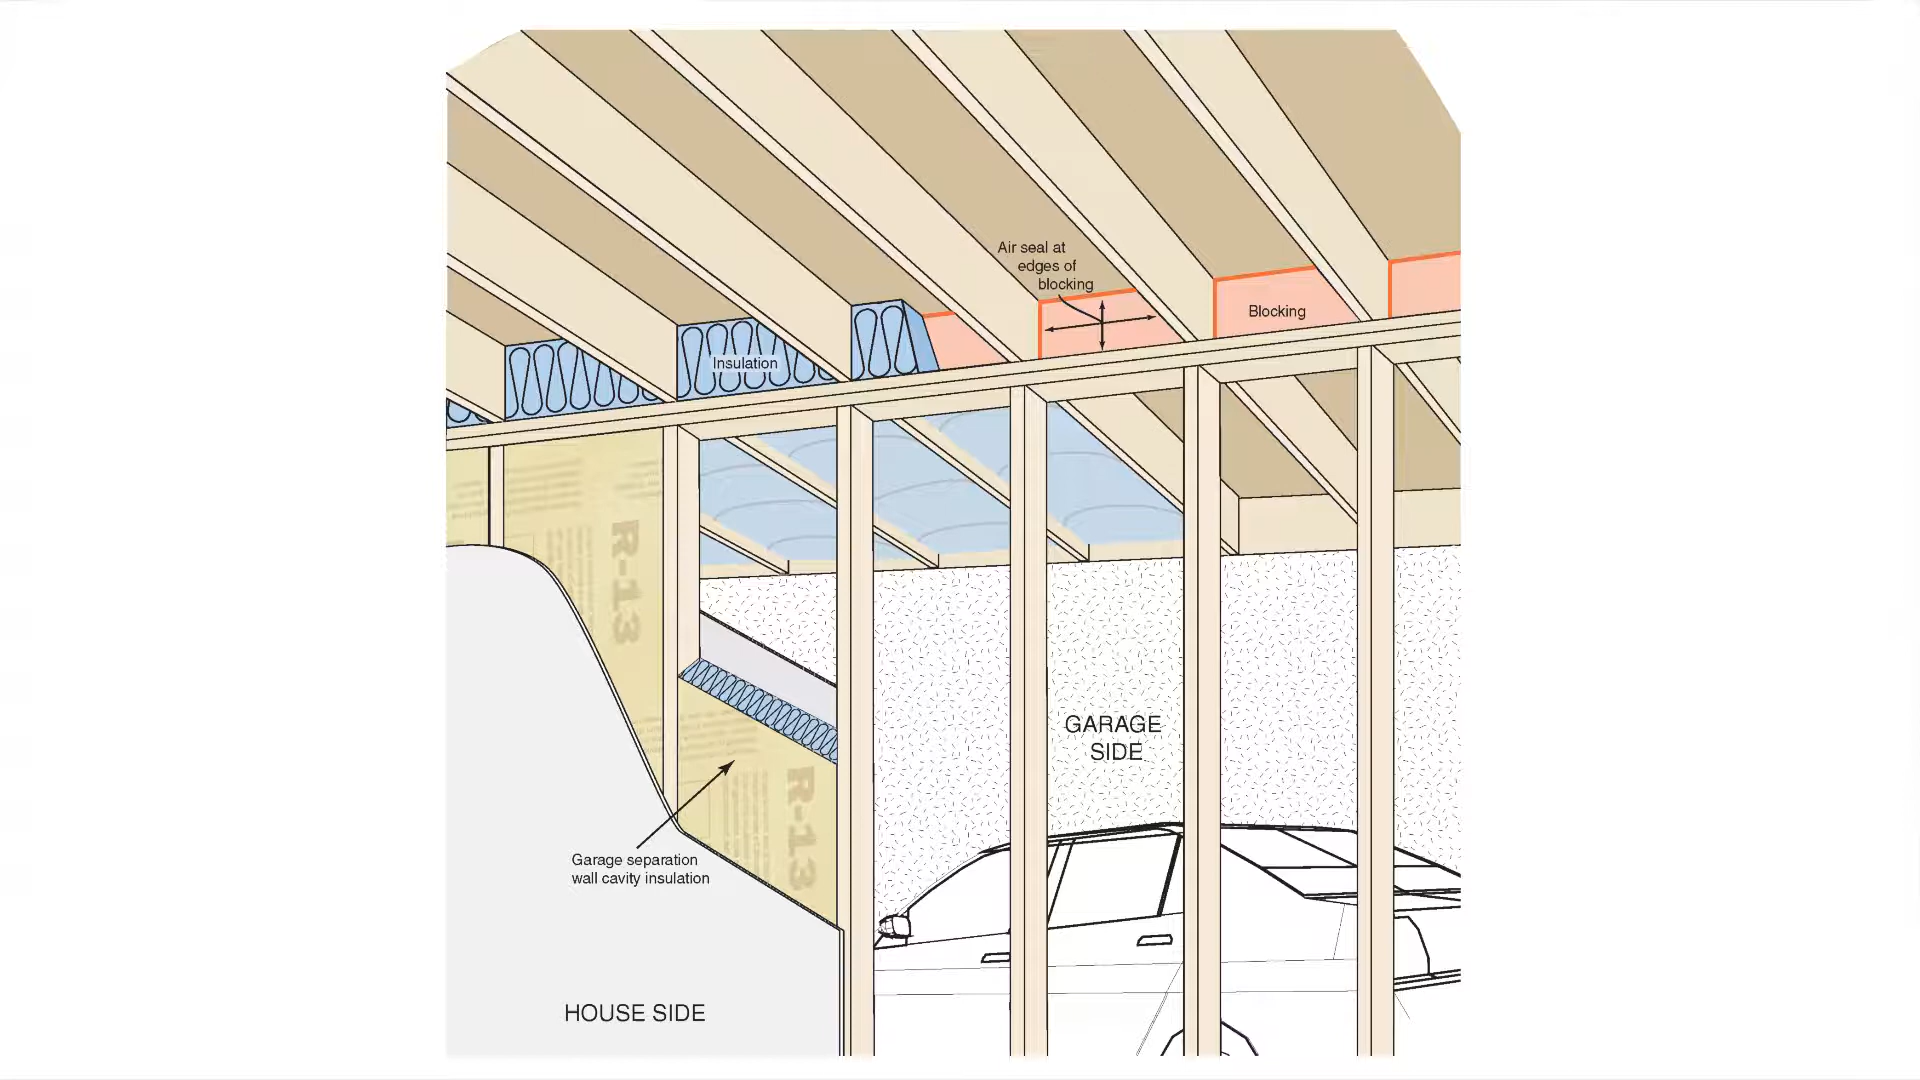 Air seal at
edges of
blocking
Blocking
Insulation
R-13
GARAGE
SIDE
R-13
Garage separation
wall cavity insulation
HOUSE SIDE